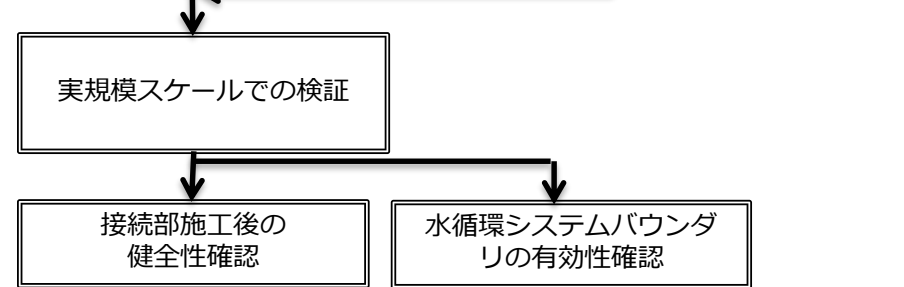 実規模スケールでの検証
接続部施工後の
健全性確認
水循環システムバウンダ
リの有効性確認